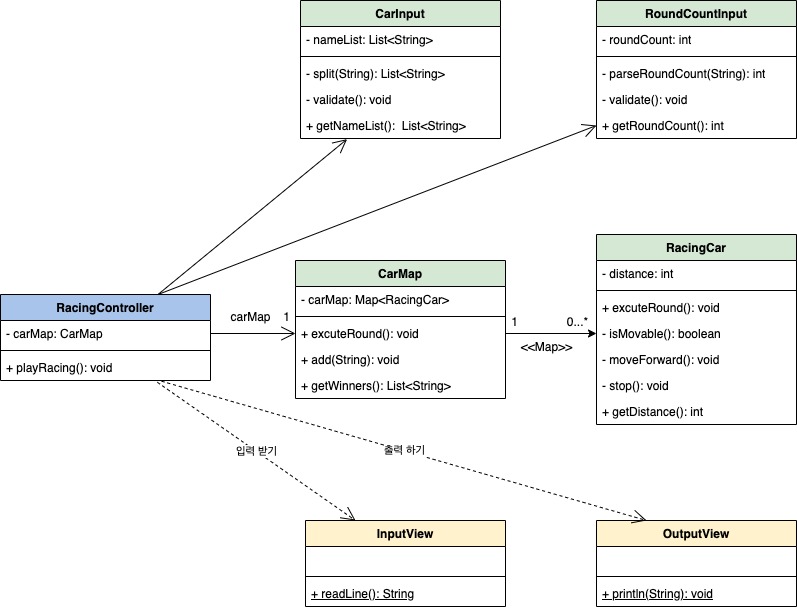 CarInput
- nameList: List<String>
- split(String): List<String>
- validate(): void
+ getNameList():  List<String>
RoundCountInput
- roundCount: int
- parseRoundCount(String): int
- validate(): void
+ getRoundCount(): int
RacingController
- carMap: CarMap
+ playRacing(): void
carMap
1
CarMap
- carMap: Map<RacingCar>
+ excuteRound(): void
+ add(String): void
+ getWinners(): List<String>
1
0...*
<<Map>>
RacingCar
- distance: int
+ excuteRound(): void
- isMovable(): boolean
- moveForward(): void
- stop(): void
+ getDistance(): int
입력 받기
출력 하기
InputView
+ readLine(): String
OutputView
+ println(String): void